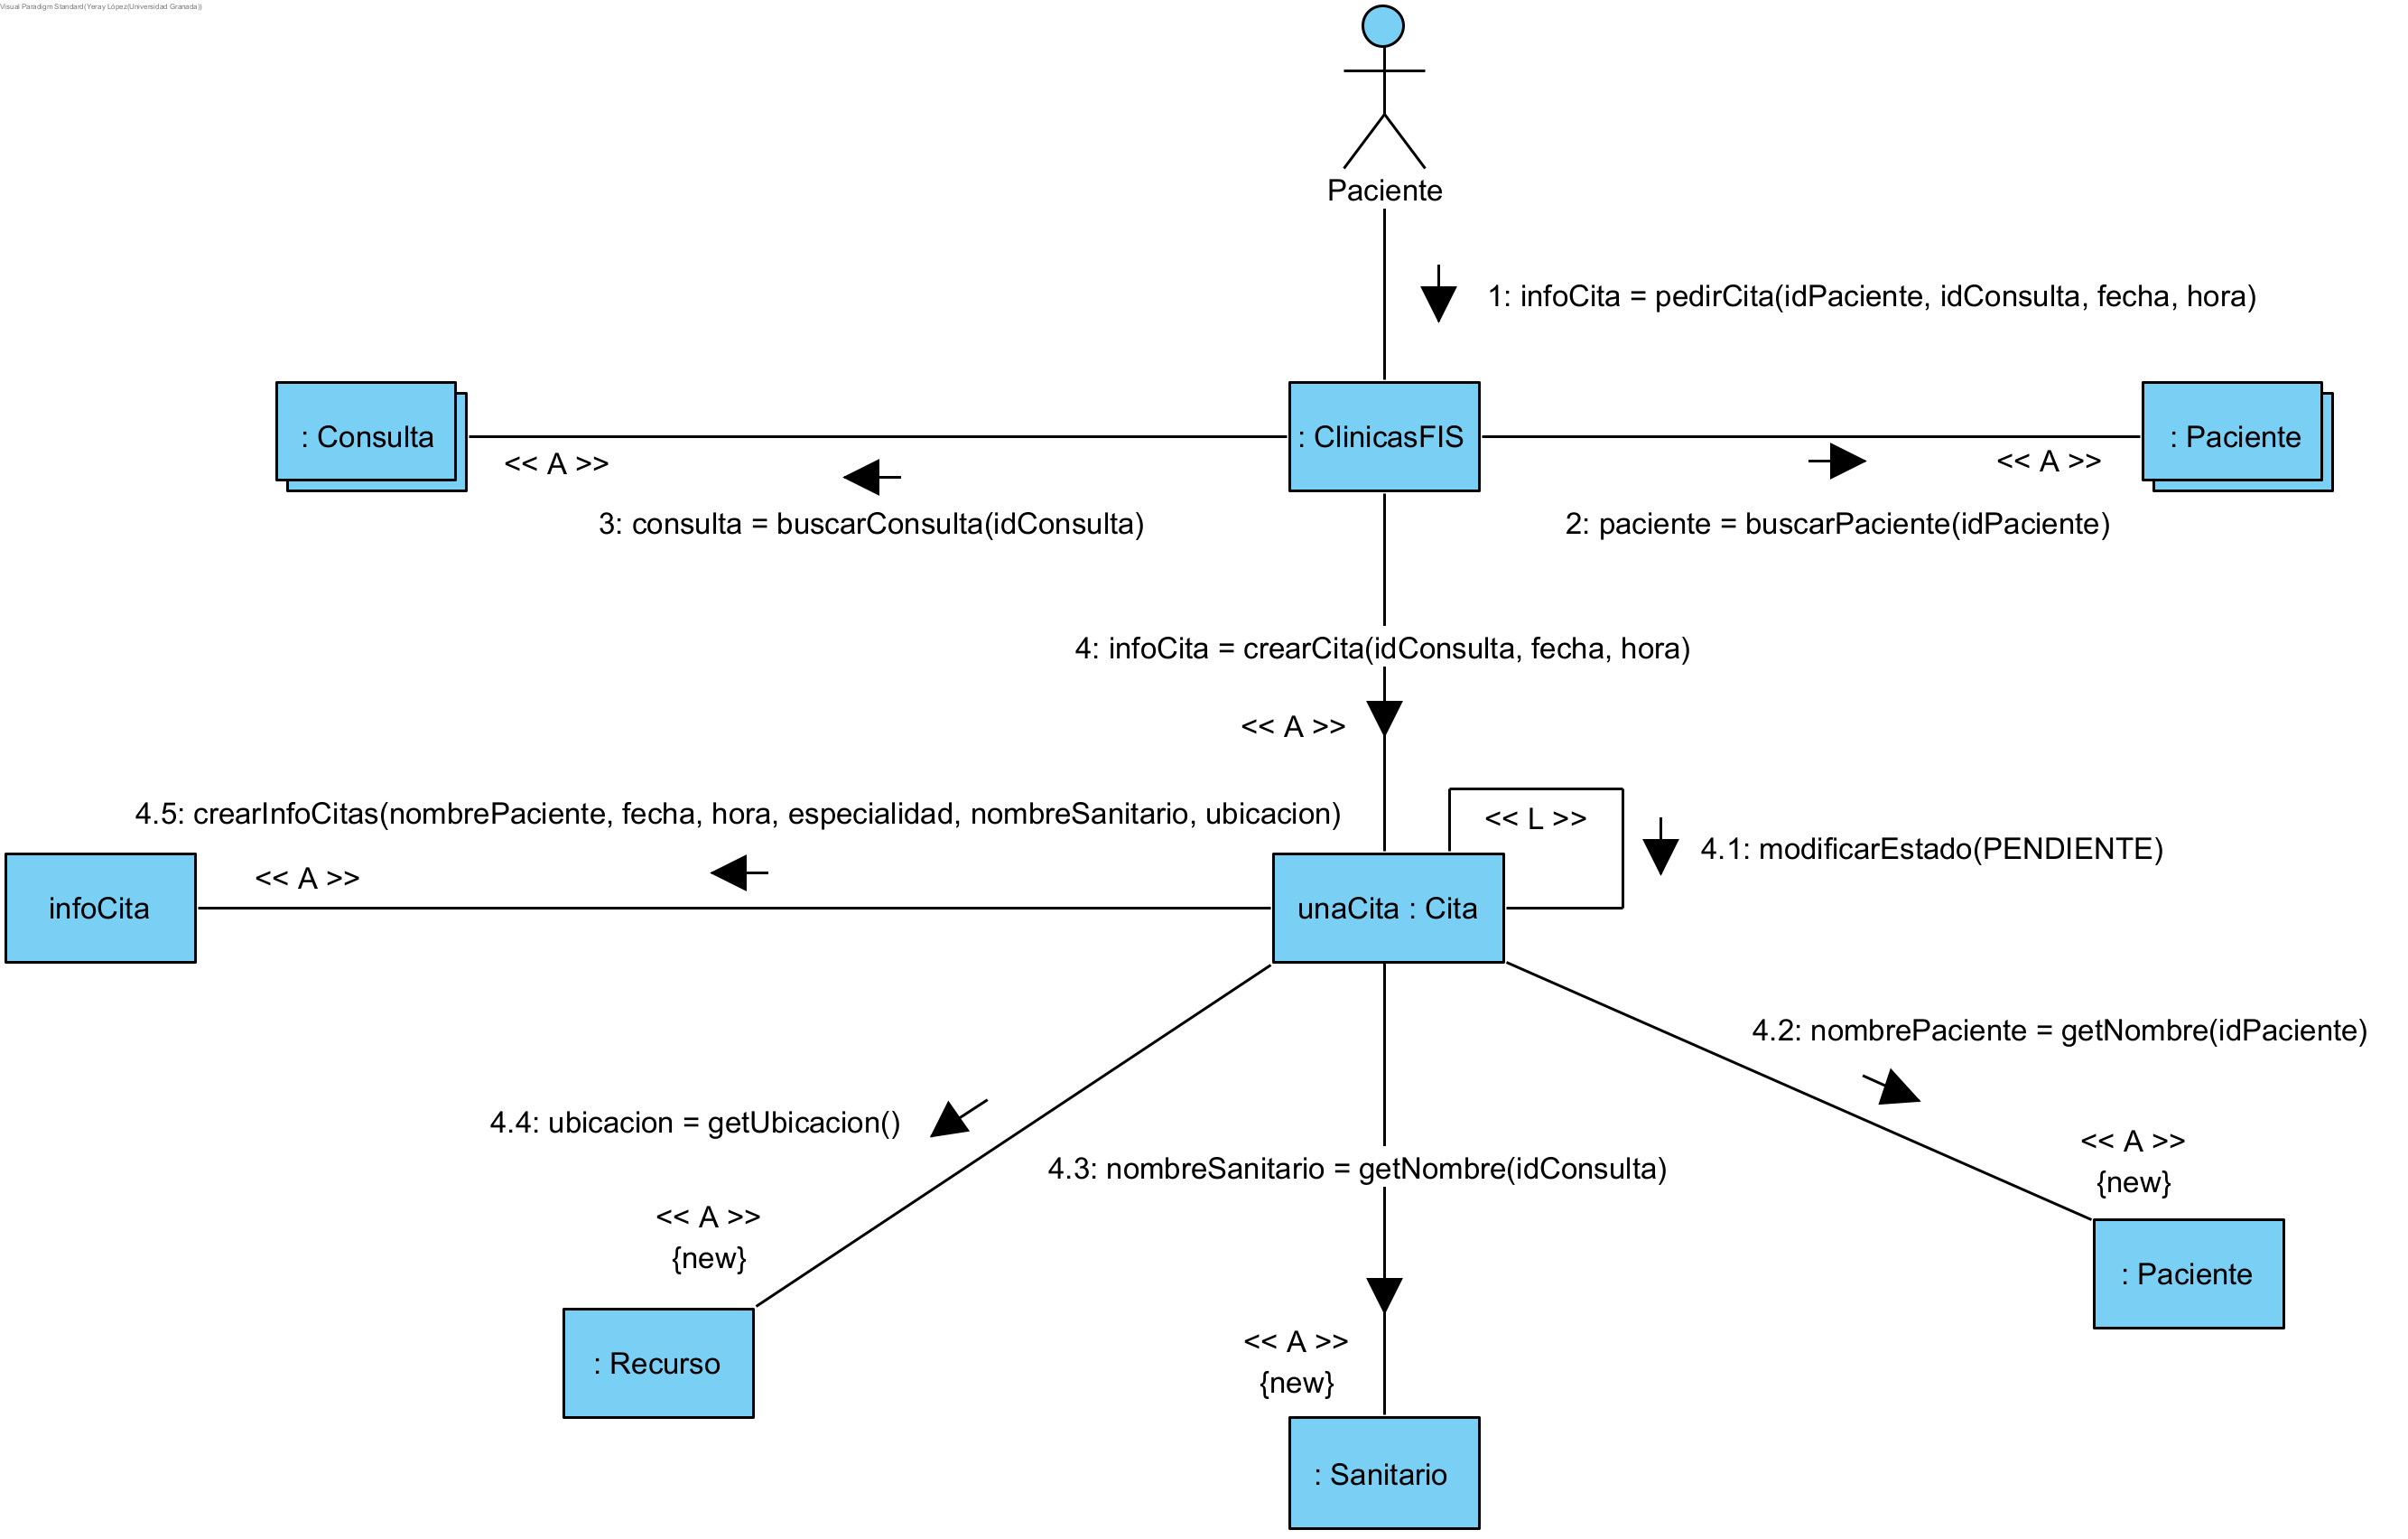 Visual Paradigm Standard(Yeray López(Universidad Granada))
Paciente
1: infoCita = pedirCita(idPaciente, idConsulta, fecha, hora)
: Consulta
: ClinicasFIS
: Paciente
<< A >>
<< A >>
3: consulta = buscarConsulta(idConsulta)
2: paciente = buscarPaciente(idPaciente)
4: infoCita = crearCita(idConsulta, fecha, hora)
<< A >>
4.5: crearInfoCitas(nombrePaciente, fecha, hora, especialidad, nombreSanitario, ubicacion)
<< L >>
4.1: modificarEstado(PENDIENTE)
<< A >>
infoCita
unaCita : Cita
4.2: nombrePaciente = getNombre(idPaciente)
4.4: ubicacion = getUbicacion()
4.3: nombreSanitario = getNombre(idConsulta)
<< A >>
{new}
<< A >>
{new}
: Paciente
<< A >>
{new}
: Recurso
: Sanitario